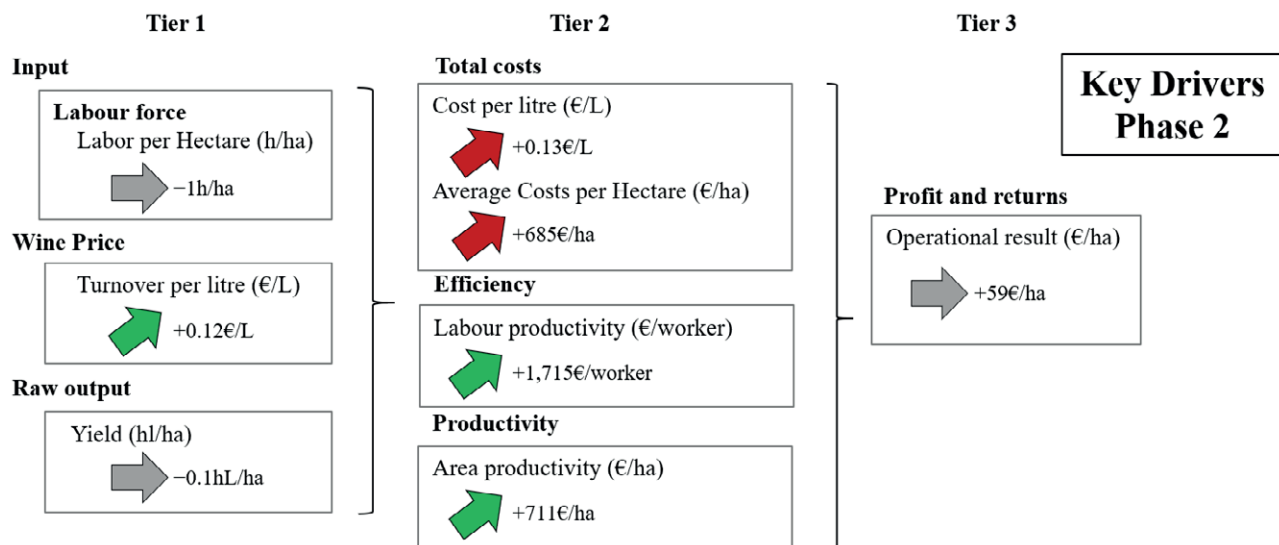 Tier 1
Tier 2
Tier 3
Key Drivers
Phase 2
Input
Labour force
Labor per Hectare (h/ha)
−1h/ha
Wine Price
Turnover per litre (€/L)
+0.12€/L
Raw output
Yield (hl/ha)
−0.1hL/ha
Total costs
Cost per litre (€/L)
+0.13€/L
Average Costs per Hectare (€/ha)
+685€/ha
Efficiency
Labour productivity (€/worker)
+1,715€/worker
Productivity
Area productivity (€/ha)
+711€/ha
Profit and returns
Operational result (€/ha)
+59€/ha